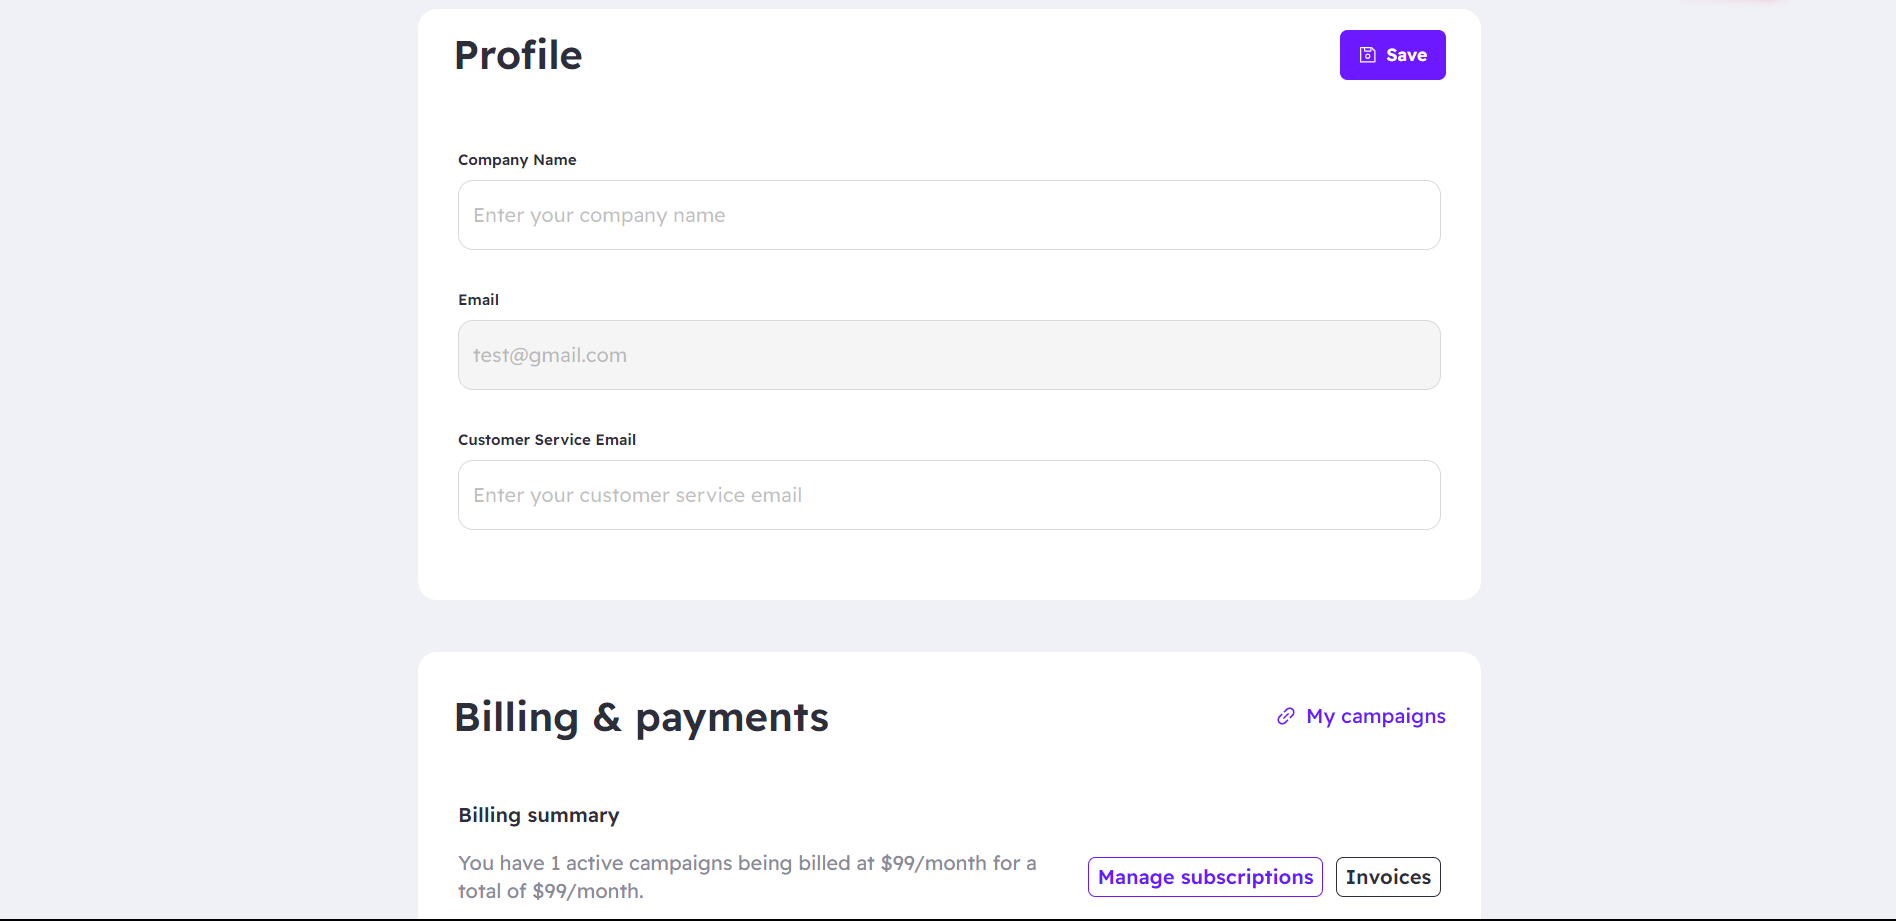 Profile
Save
Company Name
Enter your company name
Email
test@gmail.com
Customer Service Email
Enter your customer service email
Billing & payments
My campaigns
Billing summary
You have 1 active campaigns being billed at $99/month for a
total of $99/month.
Manage subscriptions
Invoices